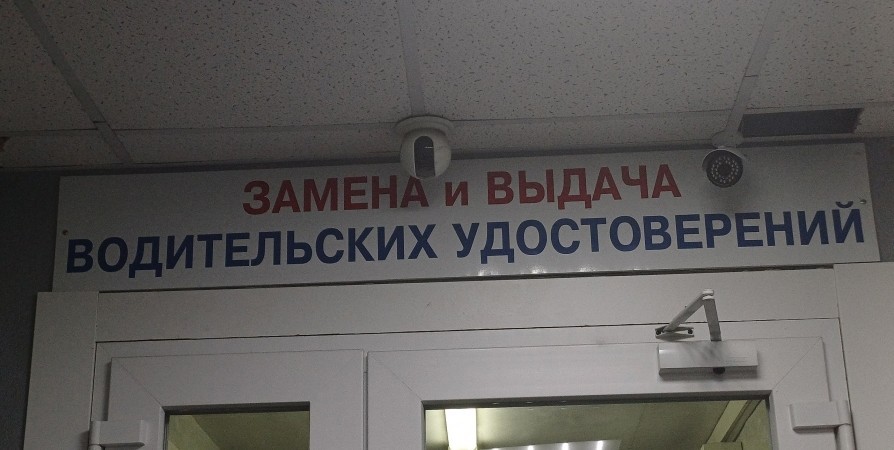 ЗАМЕНА и ВЫДАЧА
ВОДИТЕЛЬСКИХ УДОСТОВЕРЕНИЙ